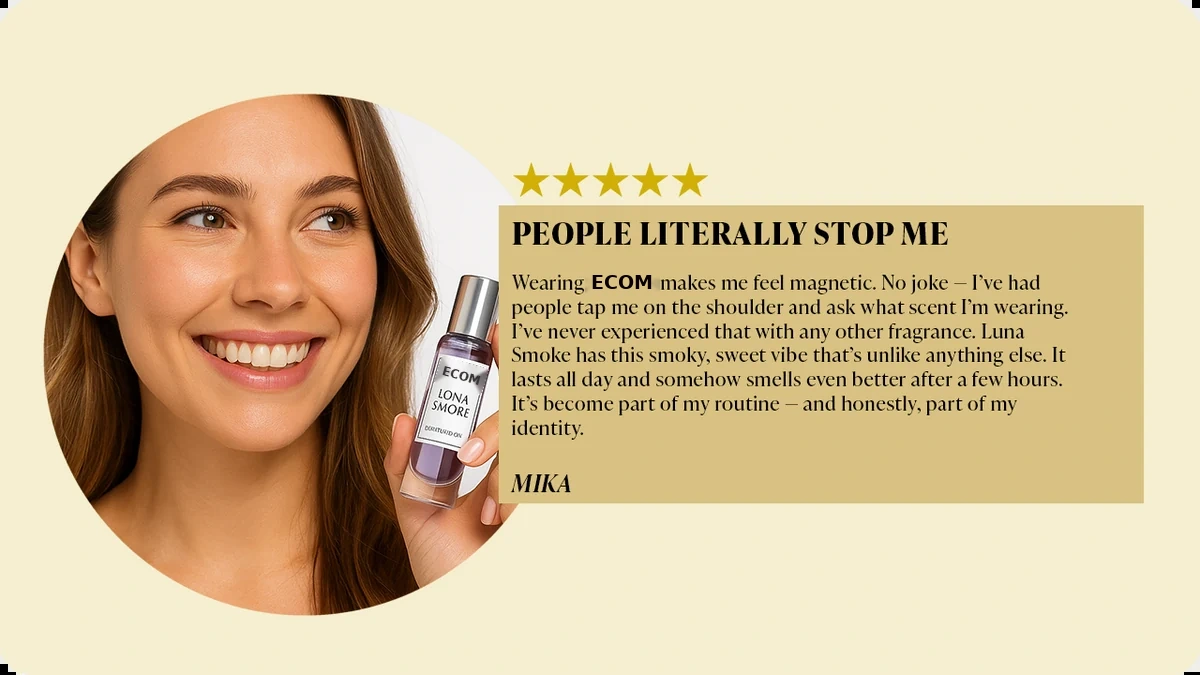 PEOPLE LITERALLY STOP ME
Wearing ECOM makes me feel magnetic. No joke – I’ve had
people tap me on the shoulder and ask what scent I’m wearing.
I’ve never experienced that with any other fragrance. Luna
Smoke has this smoky, sweet vibe that’s unlike anything else. It
lasts all day and somehow smells even better after a few hours.
It’s become part of my routine – and honestly, part of my
identity.
MIKA
ECOM
LONA
SMORE